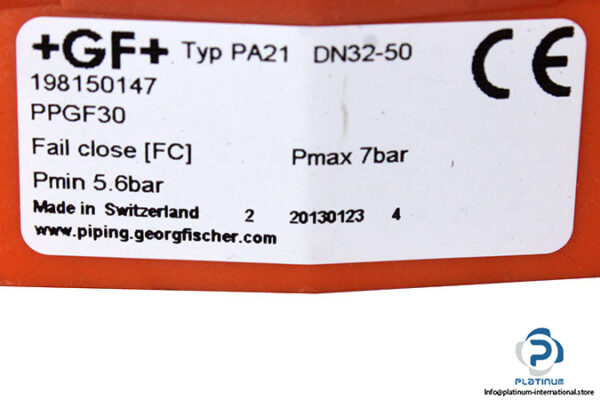 +GF+ Typ PA21 DN32-50
198150147
PPGF30
Fail close [FC] Pmax 7bar
Pmin 5.6bar
Made in Switzerland 2 20130123 4
www.piping.georgfischer.com
CE
PLATINUM
Info@platinum-international.store